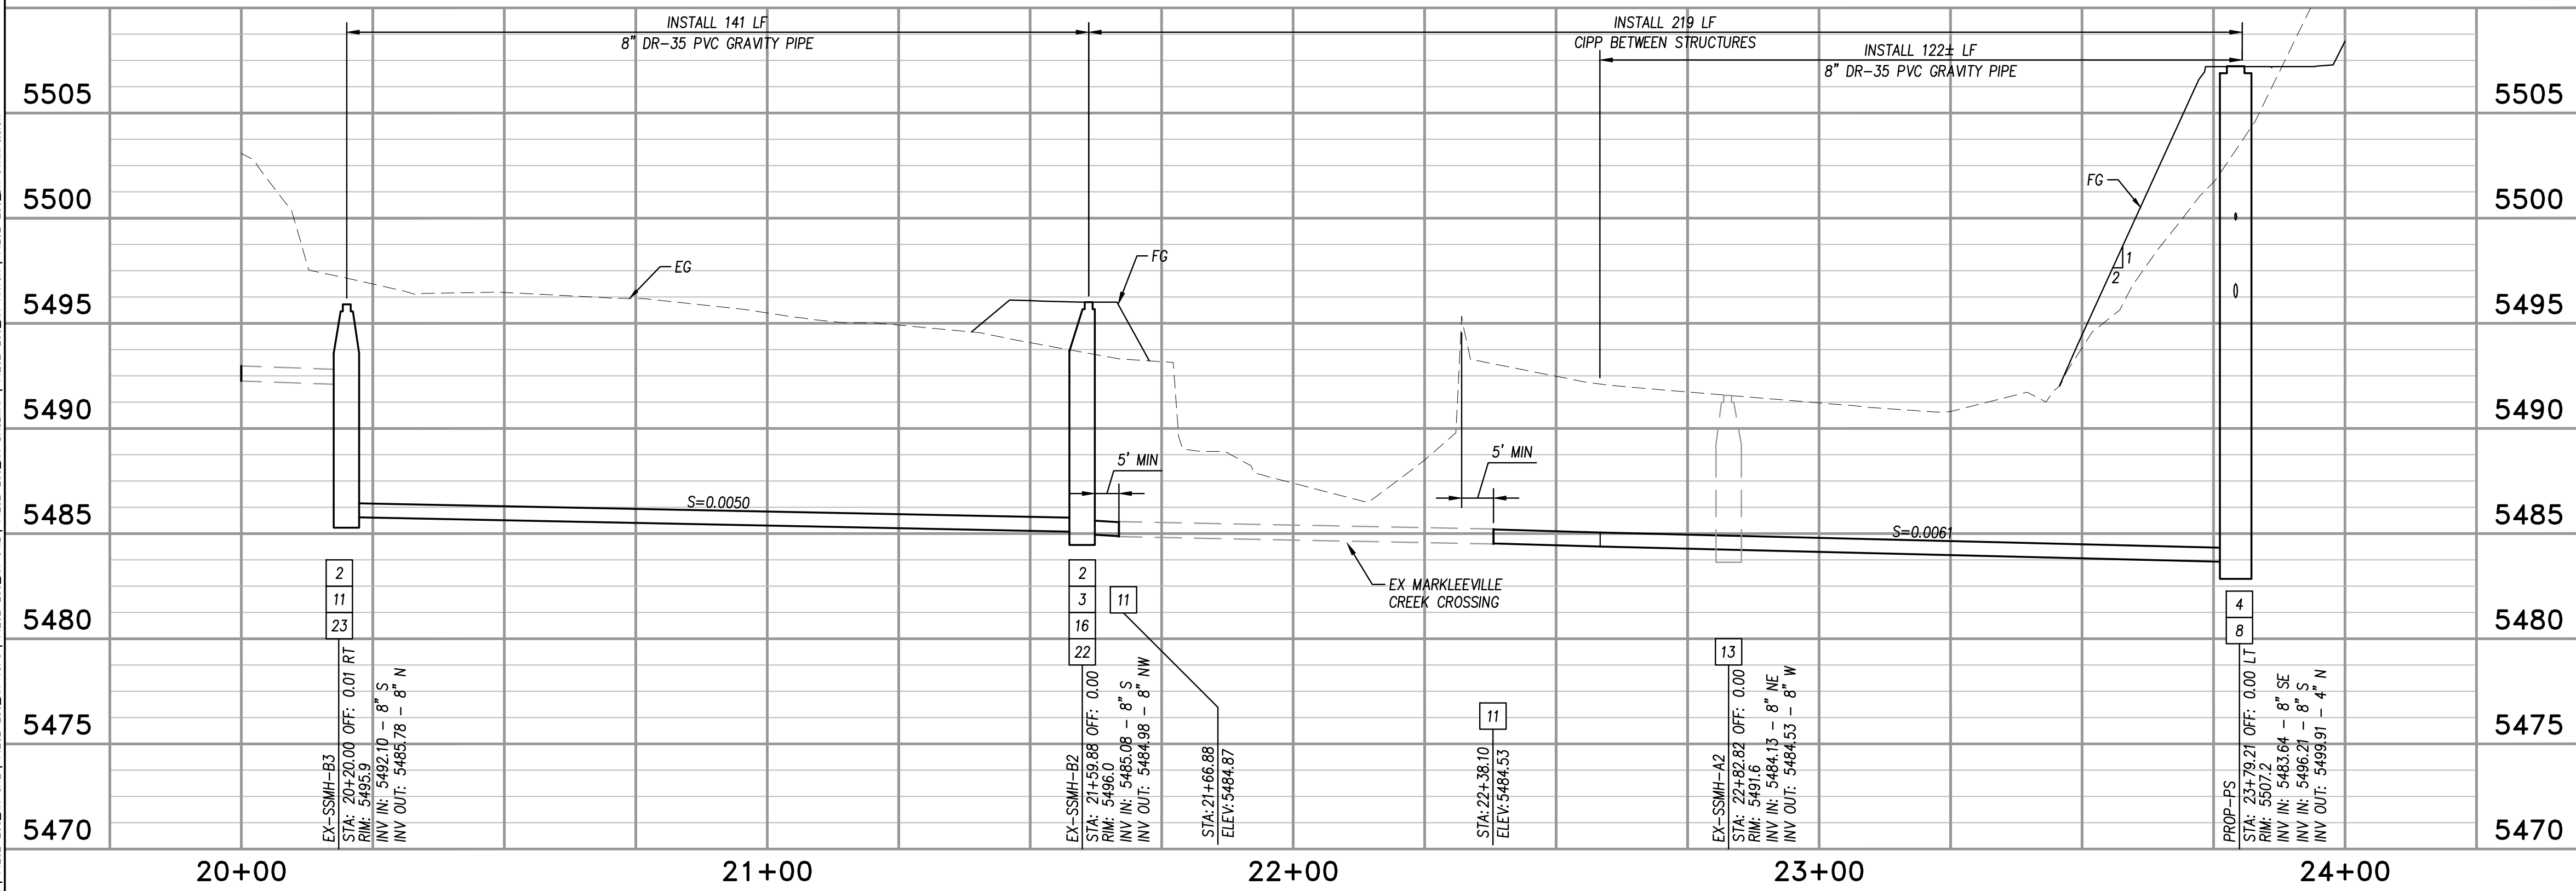 INSTALL 141 LF
8" DR-35 PVC GRAVITY PIPE
INSTALL 219 LF
CIPP BETWEEN STRUCTURES
INSTALL 122± LF
8" DR-35 PVC GRAVITY PIPE
5505
5505
5500
5500
FG
1
2
EG
FG
5495
5495
5490
5490
5' MIN
5' MIN
5485
5485
S=0.0050
S=0.0061
EX MARKLEEVILLE
CREEK CROSSING
2
11
23
2
3
16
22
11
4
8
13
11
5480
5480
5475
5475
5470
5470
EX-SSMH-B3
STA: 20+20.00 OFF: 0.01 RT
RIM: 5495.9
INV IN: 5492.10 - 8" S
INV OUT: 5485.78 - 8" N
EX-SSMH-B2
STA: 21+59.88 OFF: 0.00
RIM: 5496.0
INV IN: 5485.08 - 8" S
INV OUT: 5484.98 - 8" NW
STA:21+66.88
ELEV:5484.87
STA:22+38.10
ELEV:5484.53
EX-SSMH-A2
STA: 22+82.82 OFF: 0.00
RIM: 5491.6
INV IN: 5484.13 - 8" NE
INV OUT: 5484.53 - 8" W
PROP-PS
STA: 23+79.21 OFF: 0.00 LT
RIM: 5507.2
INV IN: 5483.64 - 8" SE
INV IN: 5496.21 - 8" S
INV OUT: 5499.91 - 4" N
20+00
21+00
22+00
23+00
24+00